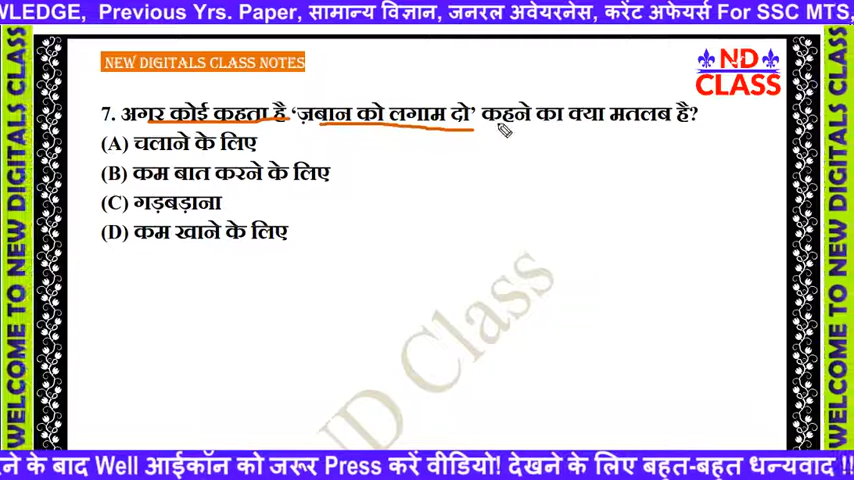 WLEDGE, Previous Yrs. Paper, सामान्य विज्ञान, जनरल अवेयरनेस, करेंट अफेयर्स For SSC MTS,
NEW DIGITALS CLASS NOTES
ND
CLASS
7. अगर कोई कहता है ‘ज़बान को लगाम दो’ कहने का क्या मतलब है?
(A) चलाने के लिए
(B) कम बात करने के लिए
(C) गड़बड़ाना
(D) कम खाने के लिए
ND Class
WELCOME TO NEW DIGITALS CLASS
WELCOME TO NEW DIGITALS CLASS
ने के बाद Well आईकॉन को जरूर Press करें वीडियो! देखने के लिए बहुत-बहुत धन्यवाद !!